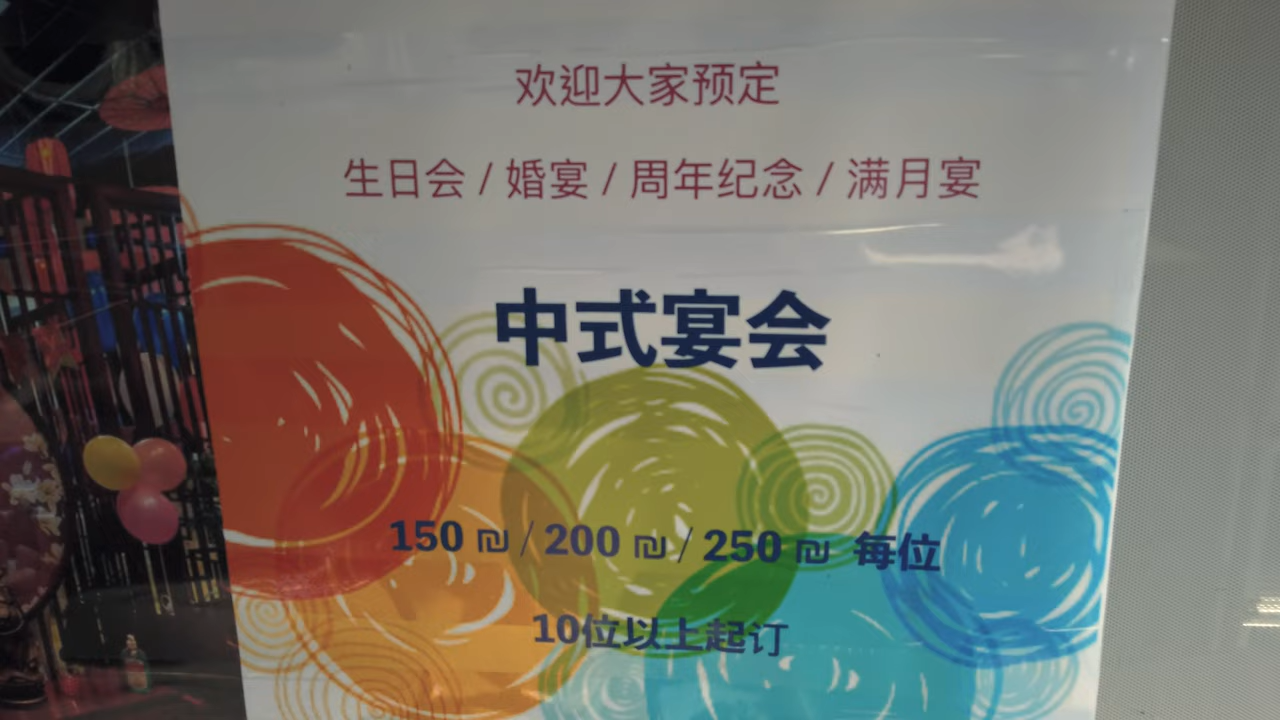 欢迎大家预定
生日会 / 婚宴 / 周年纪念 / 满月宴
中式宴会
150 ₪ / 200 ₪ / 250 ₪ 每位
10位以上起订